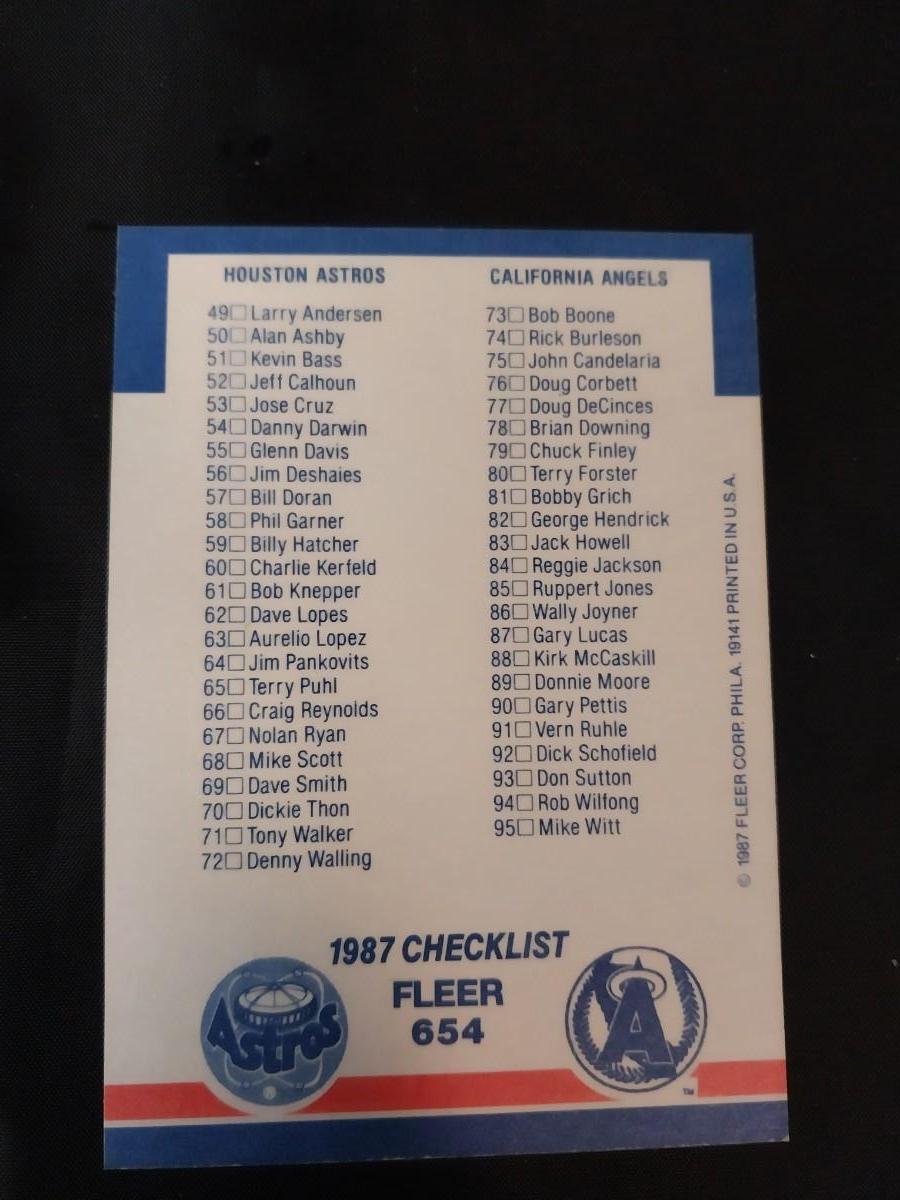 HOUSTON ASTROS
49□ Larry Andersen
50□ Alan Ashby
51□ Kevin Bass
52□ Jeff Calhoun
53□ Jose Cruz
54□ Danny Darwin
55□ Glenn Davis
56□ Jim Deshaies
57□ Bill Doran
58□ Phil Garner
59□ Billy Hatcher
60□ Charlie Kerfeld
61□ Bob Knepper
62□ Dave Lopes
63□ Aurelio Lopez
64□ Jim Pankovits
65□ Terry Puhl
66□ Craig Reynolds
67□ Nolan Ryan
68□ Mike Scott
69□ Dave Smith
70□ Dickie Thon
71□ Tony Walker
72□ Denny Walling
CALIFORNIA ANGELS
73□ Bob Boone
74□ Rick Burleson
75□ John Candelaria
76□ Doug Corbett
77□ Doug DeCinces
78□ Brian Downing
79□ Chuck Finley
80□ Terry Forster
81□ Bobby Grich
82□ George Hendrick
83□ Jack Howell
84□ Reggie Jackson
85□ Ruppert Jones
86□ Wally Joyner
87□ Gary Lucas
88□ Kirk McCaskill
89□ Donnie Moore
90□ Gary Pettis
91□ Vern Ruhle
92□ Dick Schofield
93□ Don Sutton
94□ Rob Wilfong
95□ Mike Witt
© 1987 FLEER CORP. PHILA. 19141 PRINTED IN U.S.A.
1987 CHECKLIST
FLEER
654
Astros
A
TM